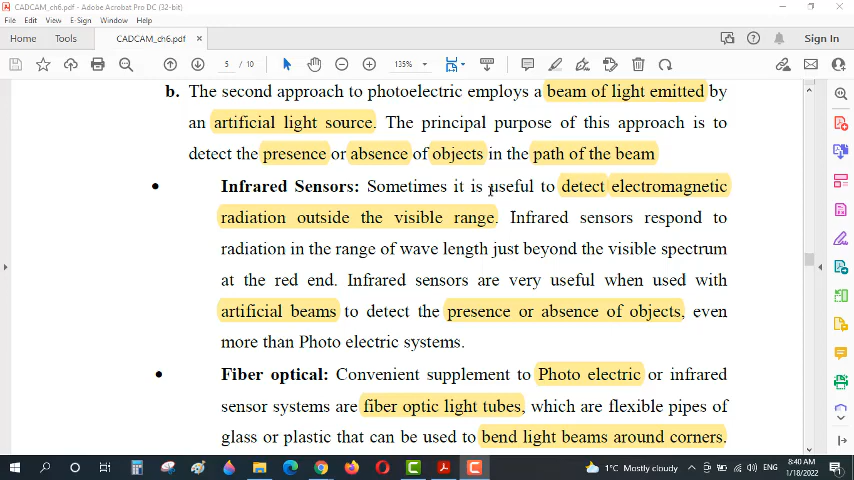 CADCAM_ch6.pdf - Adobe Acrobat Pro DC (32-bit)
File Edit View E-Sign Window Help
Home Tools CADCAM_ch6.pdf × Sign In
5 / 10 135%
b. The second approach to photoelectric employs a beam of light emitted by
an artificial light source. The principal purpose of this approach is to
detect the presence or absence of objects in the path of the beam
• Infrared Sensors: Sometimes it is useful to detect electromagnetic
radiation outside the visible range. Infrared sensors respond to
radiation in the range of wave length just beyond the visible spectrum
at the red end. Infrared sensors are very useful when used with
artificial beams to detect the presence or absence of objects, even
more than Photo electric systems.
• Fiber optical: Convenient supplement to Photo electric or infrared
sensor systems are fiber optic light tubes, which are flexible pipes of
glass or plastic that can be used to bend light beams around corners.
1°C Mostly cloudy ENG 8:40 AM
1/18/2022